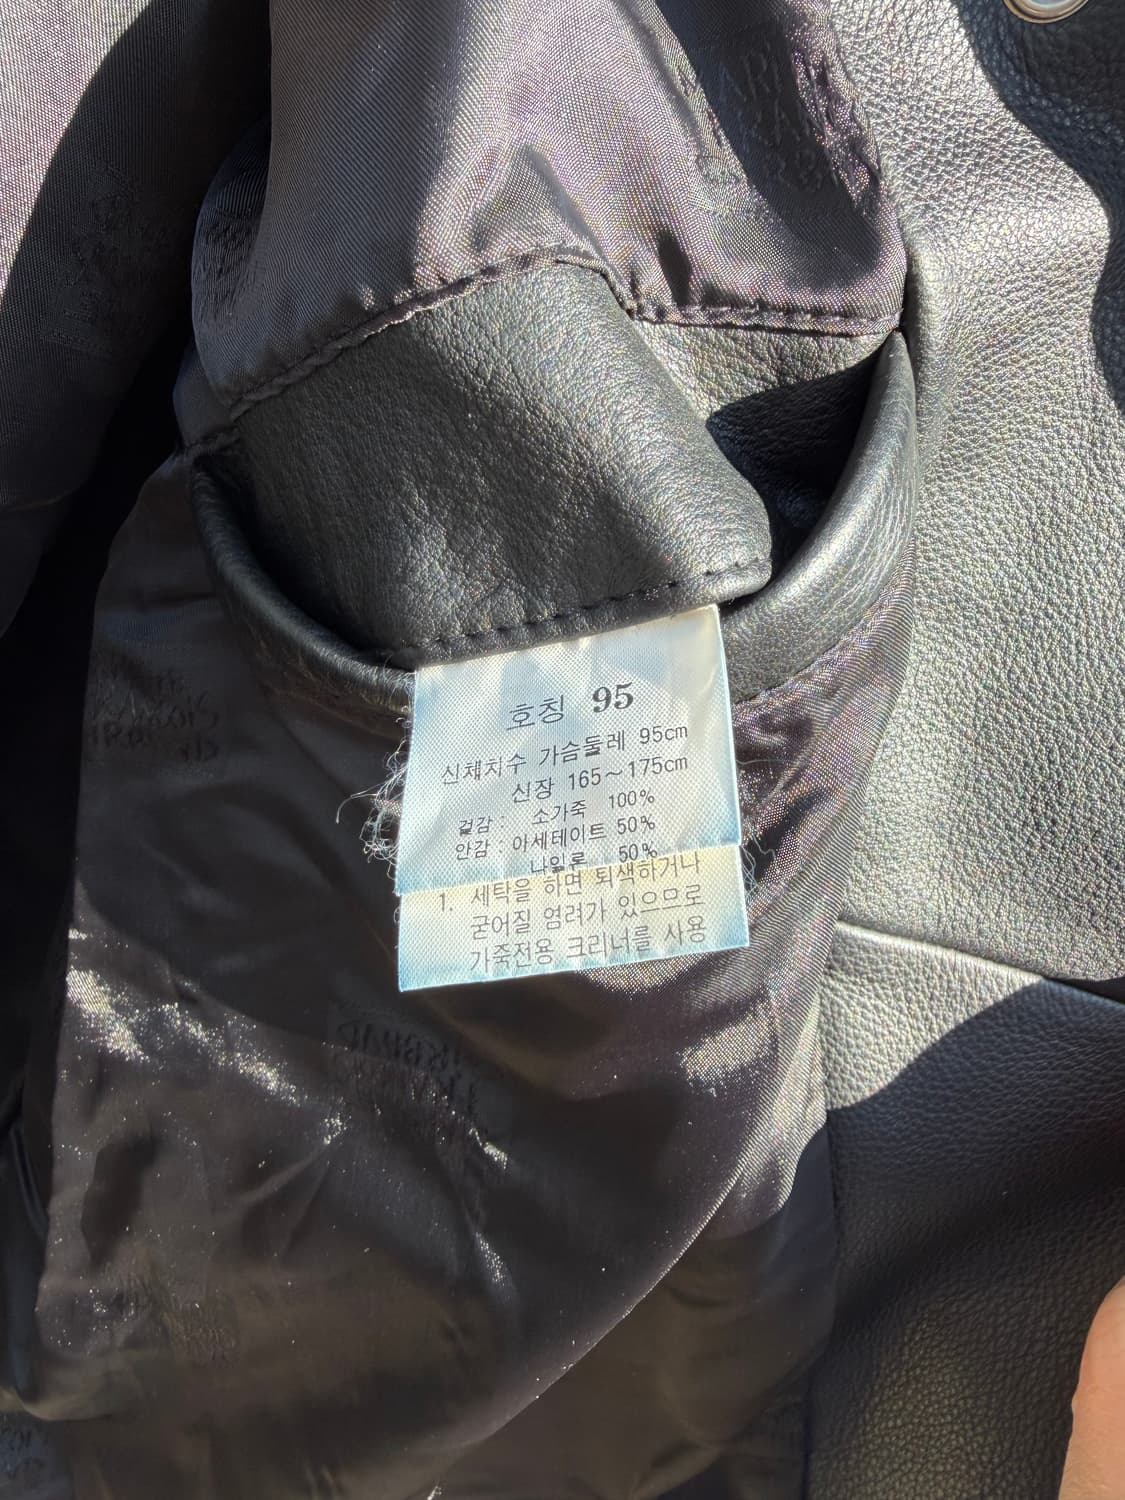 호칭 95
신체치수 가슴둘레 95cm
신장 165~175cm
겉감 : 소가죽 100%
안감 : 아세테이트 50%
나일론 50%
1. 세탁을 하면 퇴색하거나
굳어질 염려가 있으므로
가죽전용 크리너를 사용